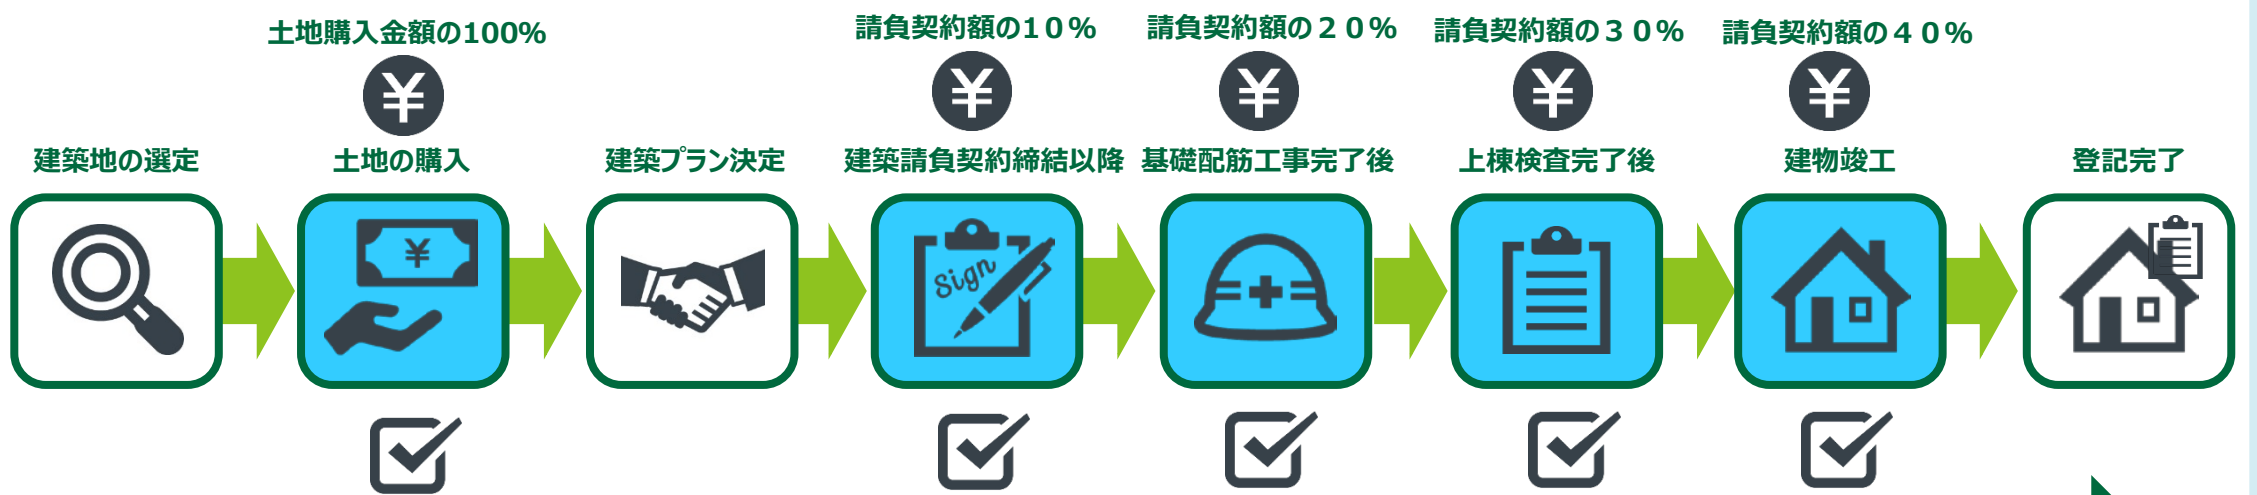 土地購入金額の100%
請負契約額の10%
請負契約額の20%
請負契約額の30%
請負契約額の40%
建築地の選定
土地の購入
建築プラン決定
建築請負契約締結以降
基礎配筋工事完了後
上棟検査完了後
建物竣工
登記完了
¥
¥
¥
¥
¥
¥
Sign